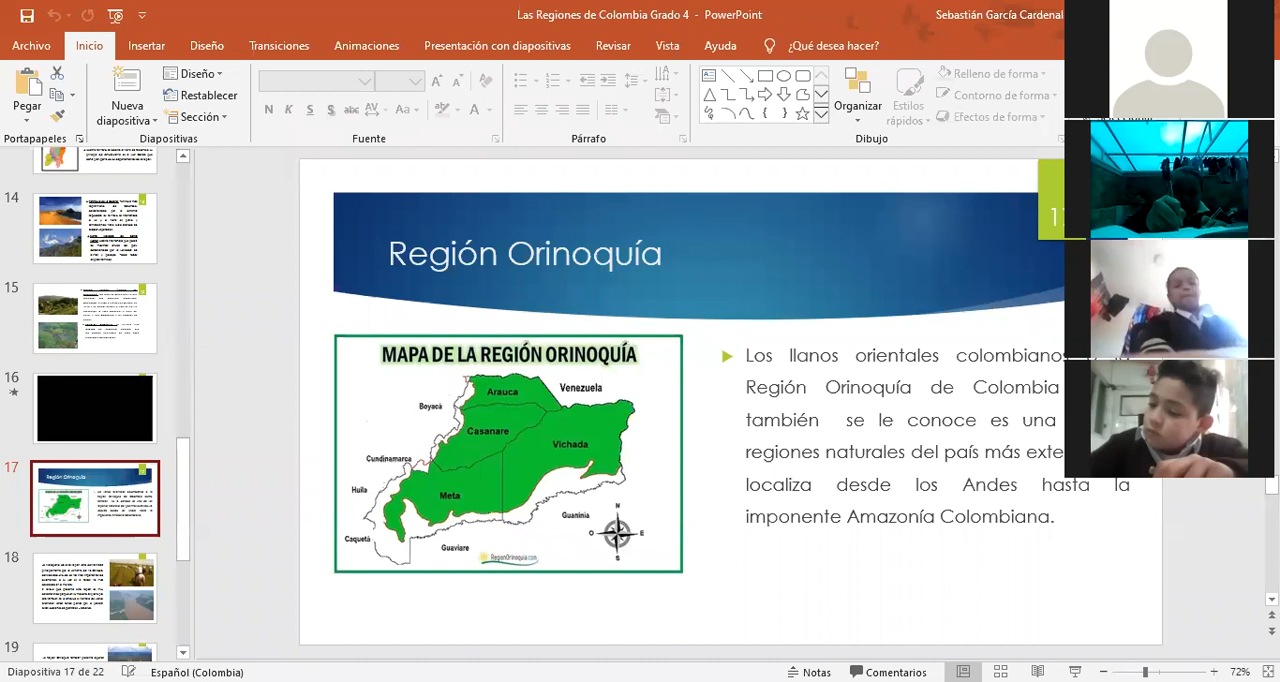 Las Regiones de Colombia Grado 4 - PowerPoint
Sebastián García Cardenal
Archivo Inicio Insertar Diseño Transiciones Animaciones Presentación con diapositivas Revisar Vista Ayuda ¿Qué desea hacer?
Pegar
Nueva diapositiva
Diseño
Restablecer
Sección
N K S S abc AV Aa A
Organizar
Estilos rápidos
Relleno de forma
Contorno de forma
Efectos de forma
Portapapeles Diapositivas Fuente Párrafo Dibujo
14
15
16
17
18
19
Región Orinoquía
MAPA DE LA REGIÓN ORINOQUÍA
Arauca
Venezuela
Boyacá
Casanare
Vichada
Cundinamarca
Huila
Meta
Guaninia
Caquetá
Guaviare
N
O E
S
RegionOrinoquia.com
Los llanos orientales colombianos
Región Orinoquía de Colombia
también se le conoce es una
regiones naturales del país más exte
localiza desde los Andes hasta la
imponente Amazonía Colombiana.
Diapositiva 17 de 22 Español (Colombia) Notas Comentarios 72%